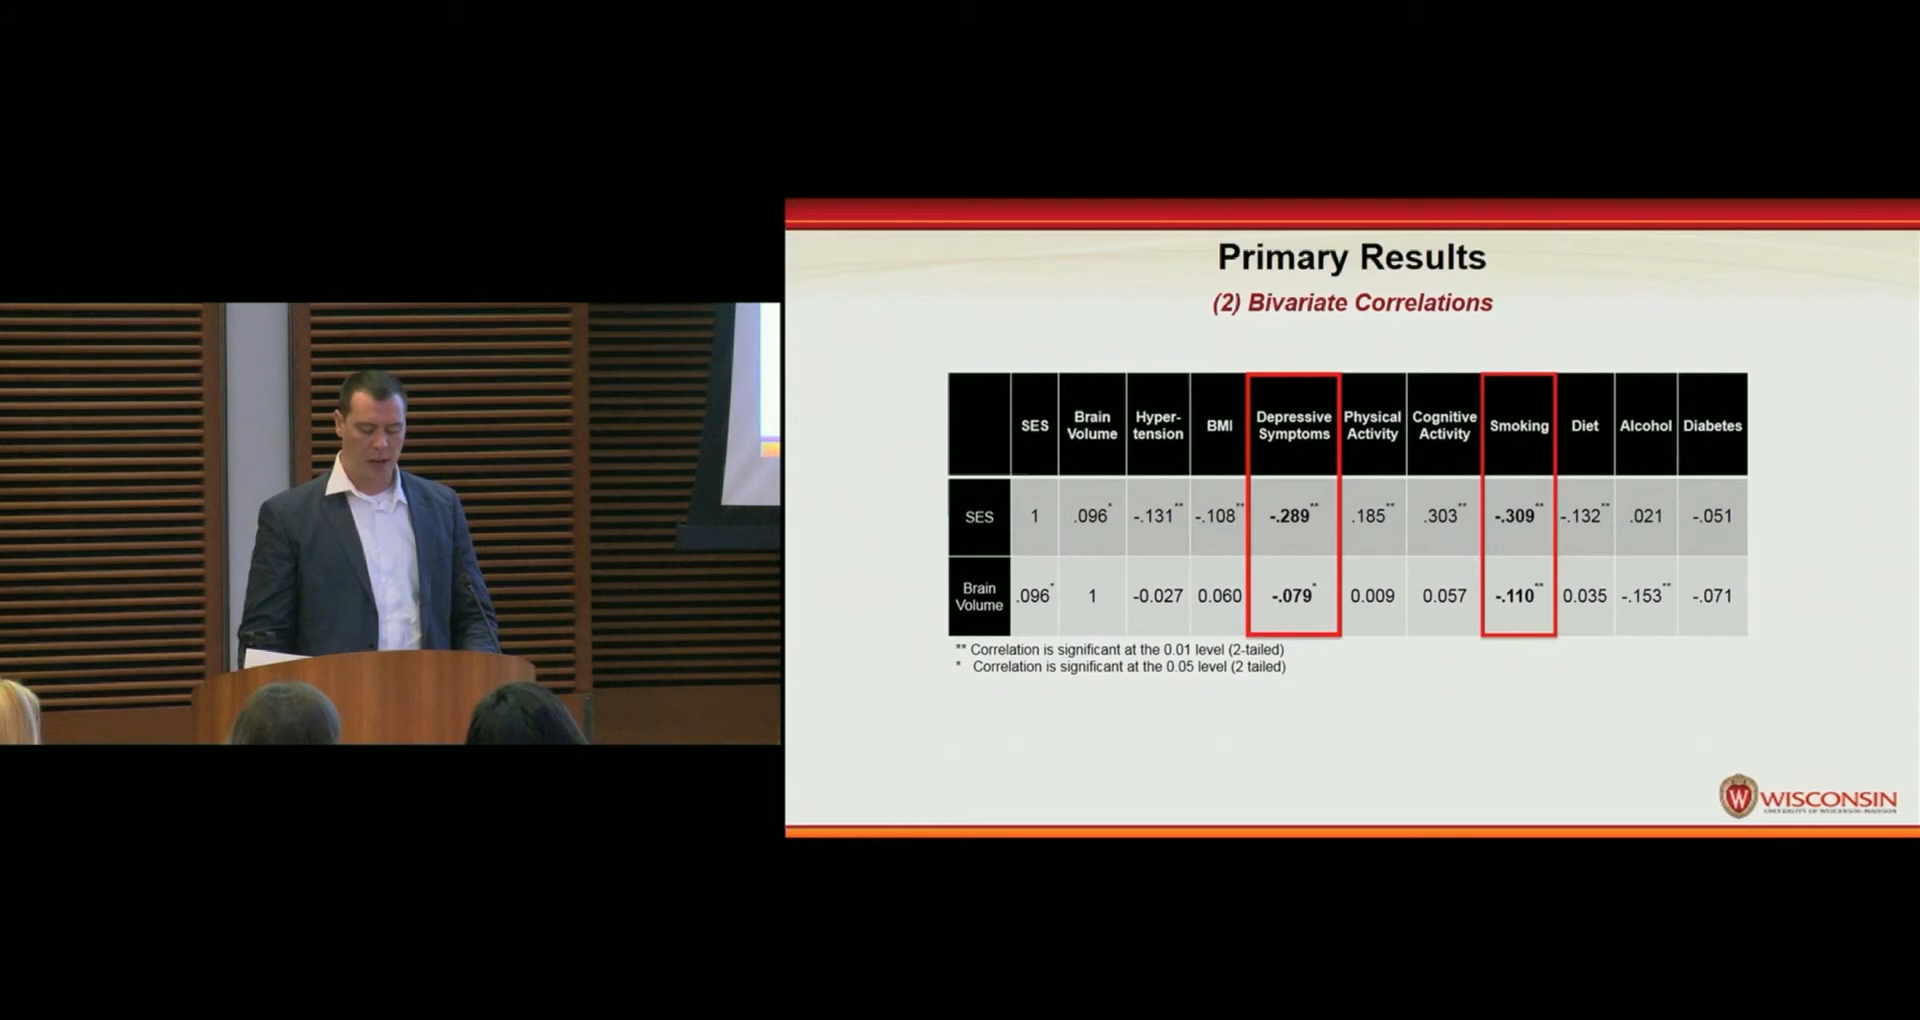 Primary Results
(2) Bivariate Correlations
SES Brain Volume Hyper-tension BMI Depressive Symptoms Physical Activity Cognitive Activity Smoking Diet Alcohol Diabetes
SES 1 .096* -.131** -.108** -.289** .185** .303** -.309** -.132** .021 -.051
Brain Volume .096* 1 -0.027 0.060 -.079* 0.009 0.057 -.110** 0.035 -.153** -.071
** Correlation is significant at the 0.01 level (2-tailed)
* Correlation is significant at the 0.05 level (2 tailed)
W WISCONSIN
UNIVERSITY OF WISCONSIN-MADISON